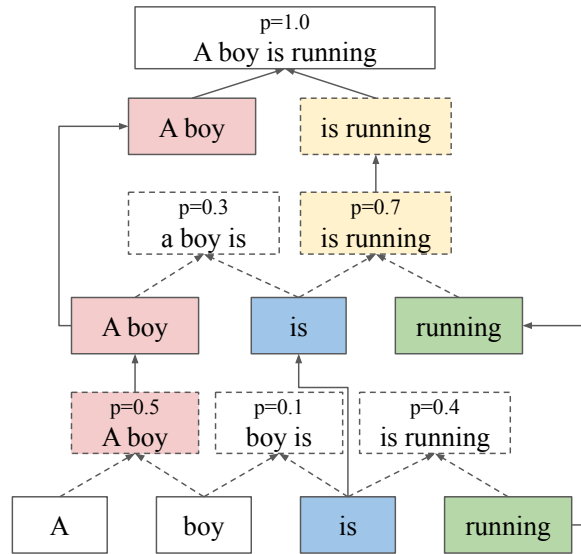 p=1.0
A boy is running
A boy
is running
p=0.3
a boy is
p=0.7
is running
A boy
is
running
p=0.5
A boy
p=0.1
boy is
p=0.4
is running
A
boy
is
running